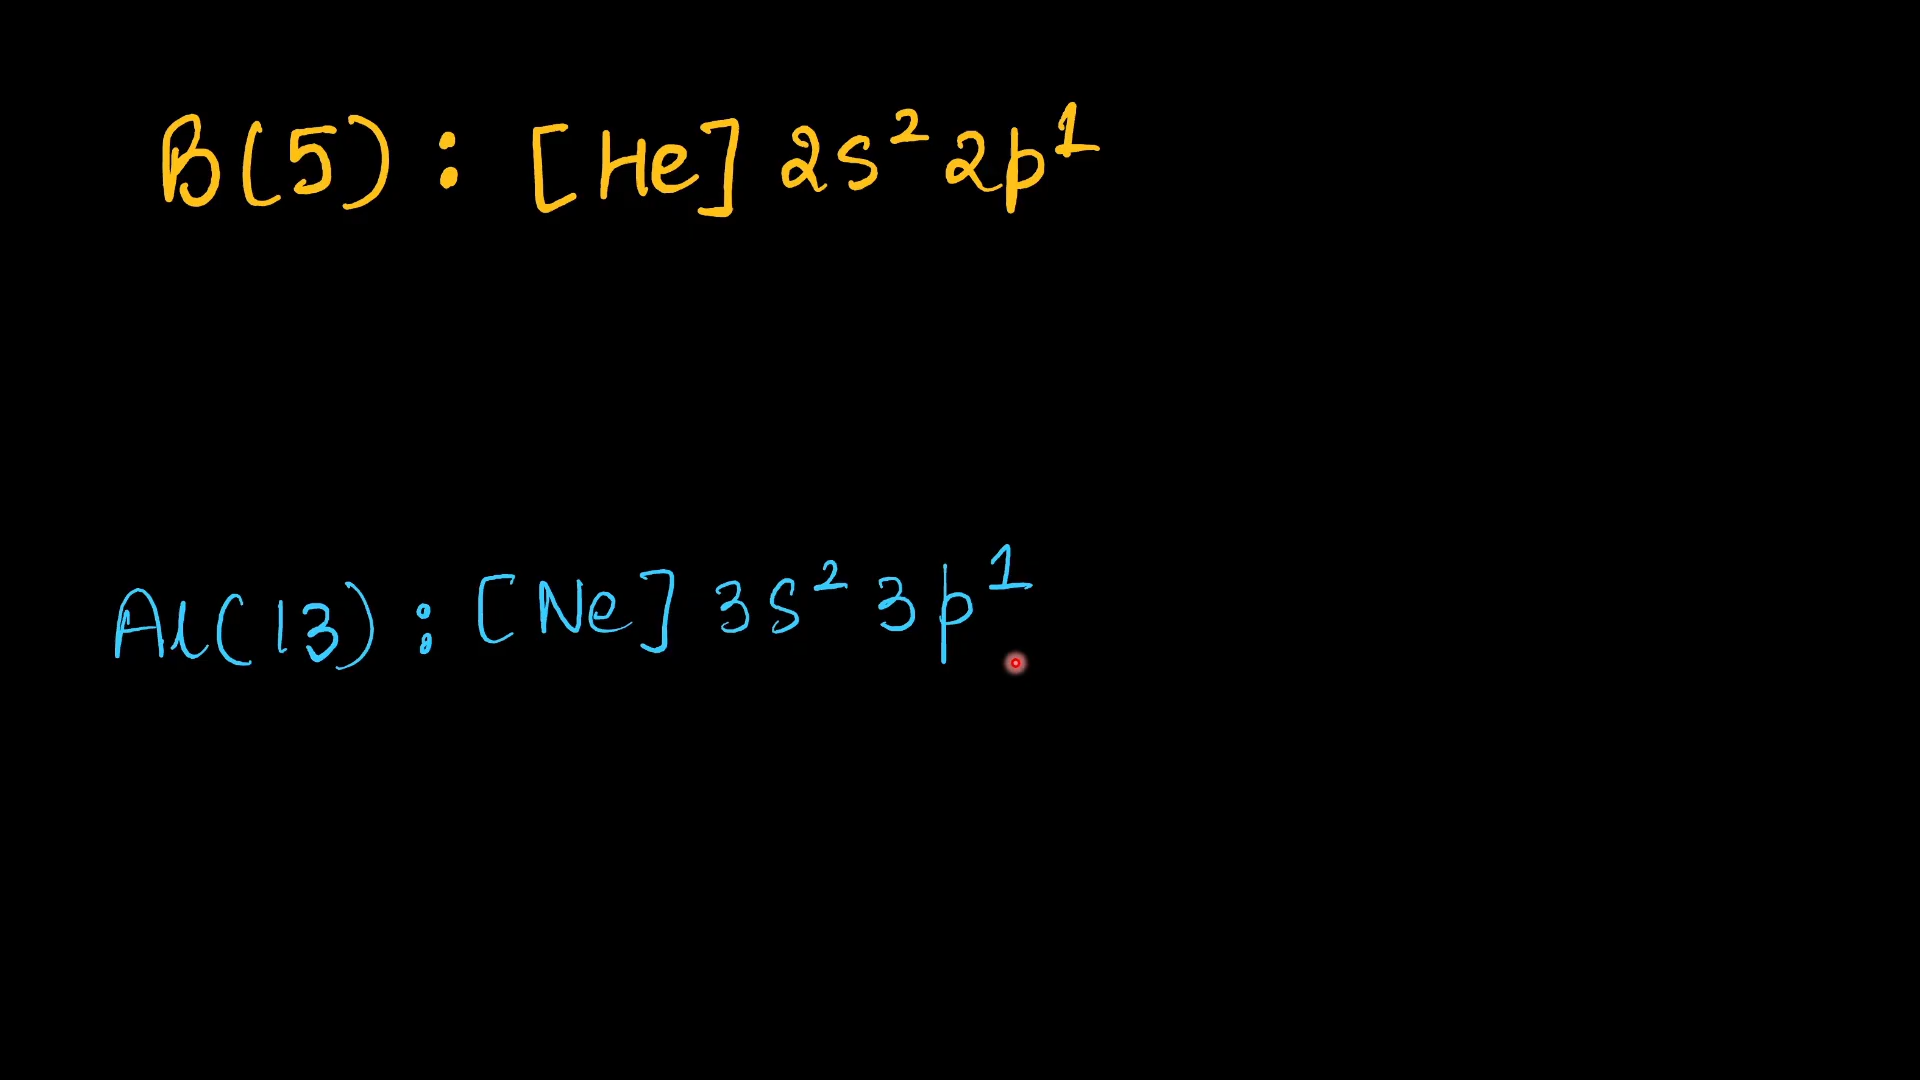 B(5) : [He] 2s² 2p¹
Al(13) : [Ne] 3s² 3p¹